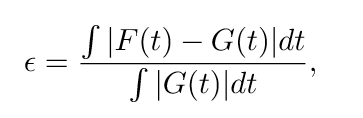 ϵ = ∫ |F(t) − G(t)|dt / ∫ |G(t)|dt,